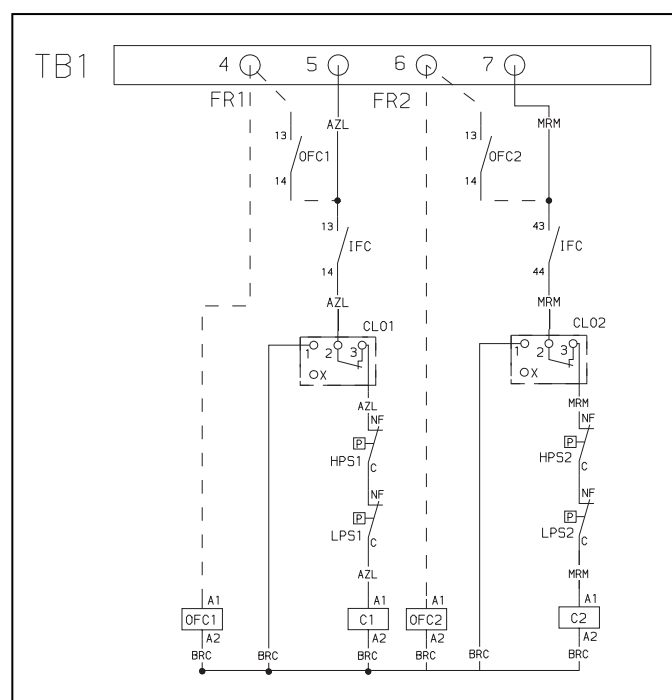 TB1 4 5 6 7
FR1 FR2
AZL MRM
13 OFC1 13 OFC2
14 14
13 IFC 43 IFC
14 44
AZL MRM
CLO1 CLO2
1 2 3 1 2 3
X X
AZL MRM
NF NF
P P
HPS1 HPS2
C C
NF NF
P P
LPS1 LPS2
C C
AZL MRM
A1 A1 A1 A1
OFC1 C1 OFC2 C2
A2 A2 A2 A2
BRC BRC BRC BRC BRC BRC